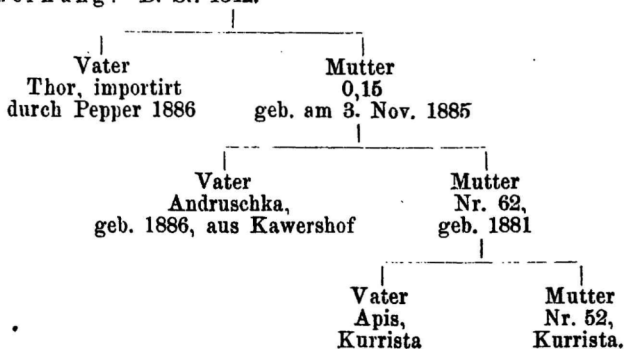 Vater
Thor, importirt
durch Pepper 1886
Mutter
0,15
geb. am 3. Nov. 1885
Vater
Andruschka,
geb. 1886, aus Kawershof
Mutter
Nr. 62,
geb. 1881
Vater
Apis,
Kurrista
Mutter
Nr. 52,
Kurrista.